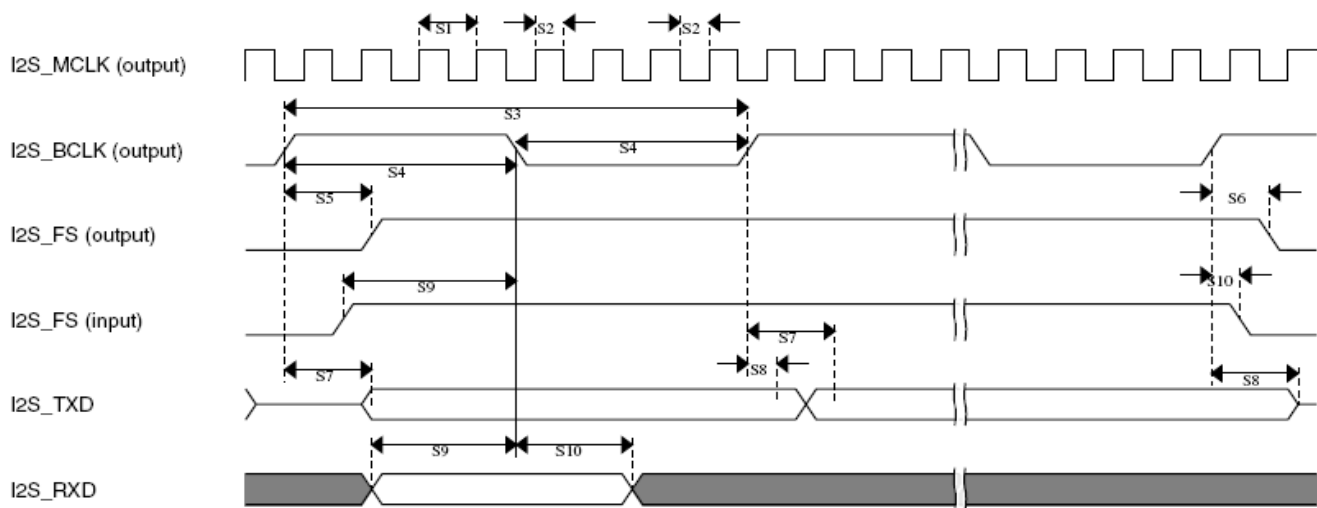 S1 S2 S2
I2S_MCLK (output)
S3
I2S_BCLK (output) S4
S4
S5 S6
I2S_FS (output)
S9 S10
I2S_FS (input)
S7
S7 S8 S8
I2S_TXD
S9 S10
I2S_RXD